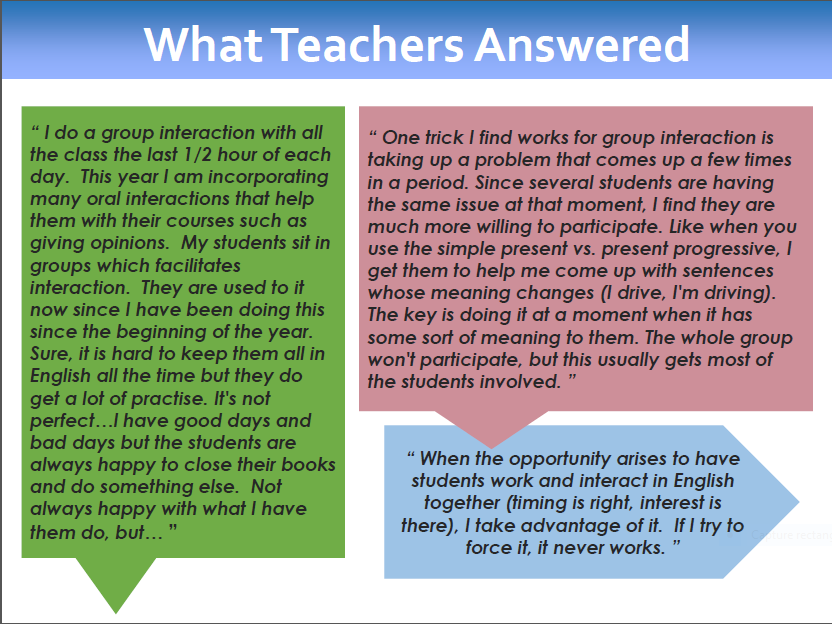 What Teachers Answered
“ I do a group interaction with all
the class the last 1/2 hour of each
day. This year I am incorporating
many oral interactions that help
them with their courses such as
giving opinions. My students sit in
groups which facilitates
interaction. They are used to it
now since I have been doing this
since the beginning of the year.
Sure, it is hard to keep them all in
English all the time but they do
get a lot of practise. It's not
perfect…I have good days and
bad days but the students are
always happy to close their books
and do something else. Not
always happy with what I have
them do, but… ”
“ One trick I find works for group interaction is
taking up a problem that comes up a few times
in a period. Since several students are having
the same issue at that moment, I find they are
much more willing to participate. Like when you
use the simple present vs. present progressive, I
get them to help me come up with sentences
whose meaning changes (I drive, I'm driving).
The key is doing it at a moment when it has
some sort of meaning to them. The whole group
won't participate, but this usually gets most of
the students involved. ”
“ When the opportunity arises to have
students work and interact in English
together (timing is right, interest is
there), I take advantage of it. If I try to
force it, it never works. ”